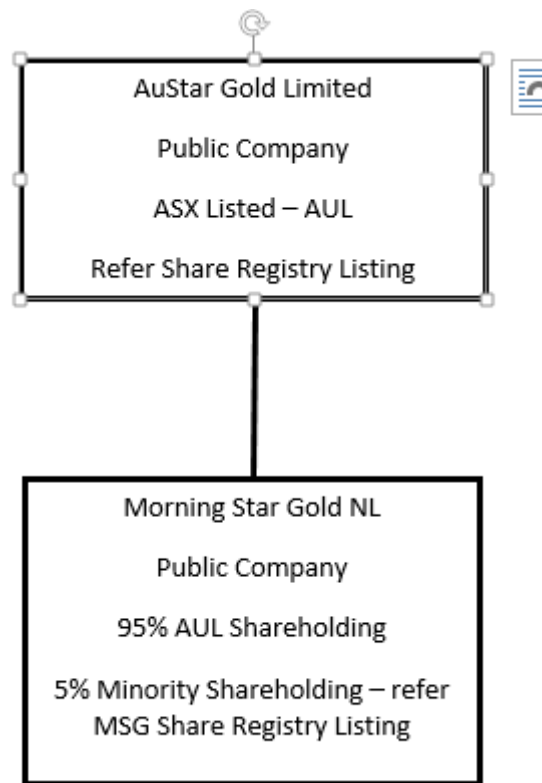 AuStar Gold Limited
Public Company
ASX Listed – AUL
Refer Share Registry Listing
Morning Star Gold NL
Public Company
95% AUL Shareholding
5% Minority Shareholding – refer
MSG Share Registry Listing